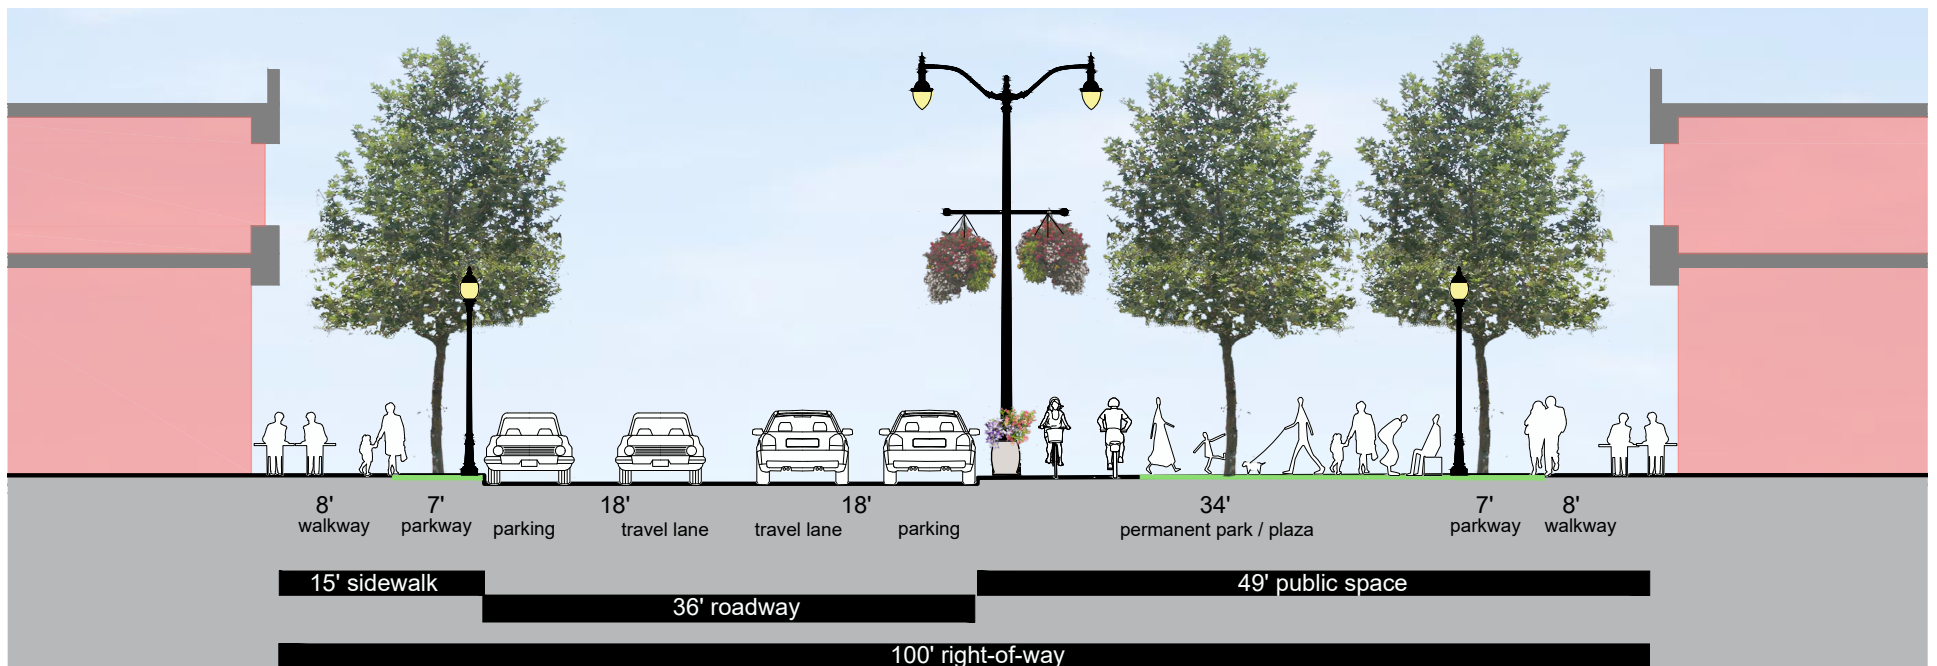 8' 7' 18' 18' 34' 7' 8'
walkway parkway parking travel lane travel lane parking permanent park / plaza parkway walkway
15' sidewalk 49' public space
36' roadway
100' right-of-way